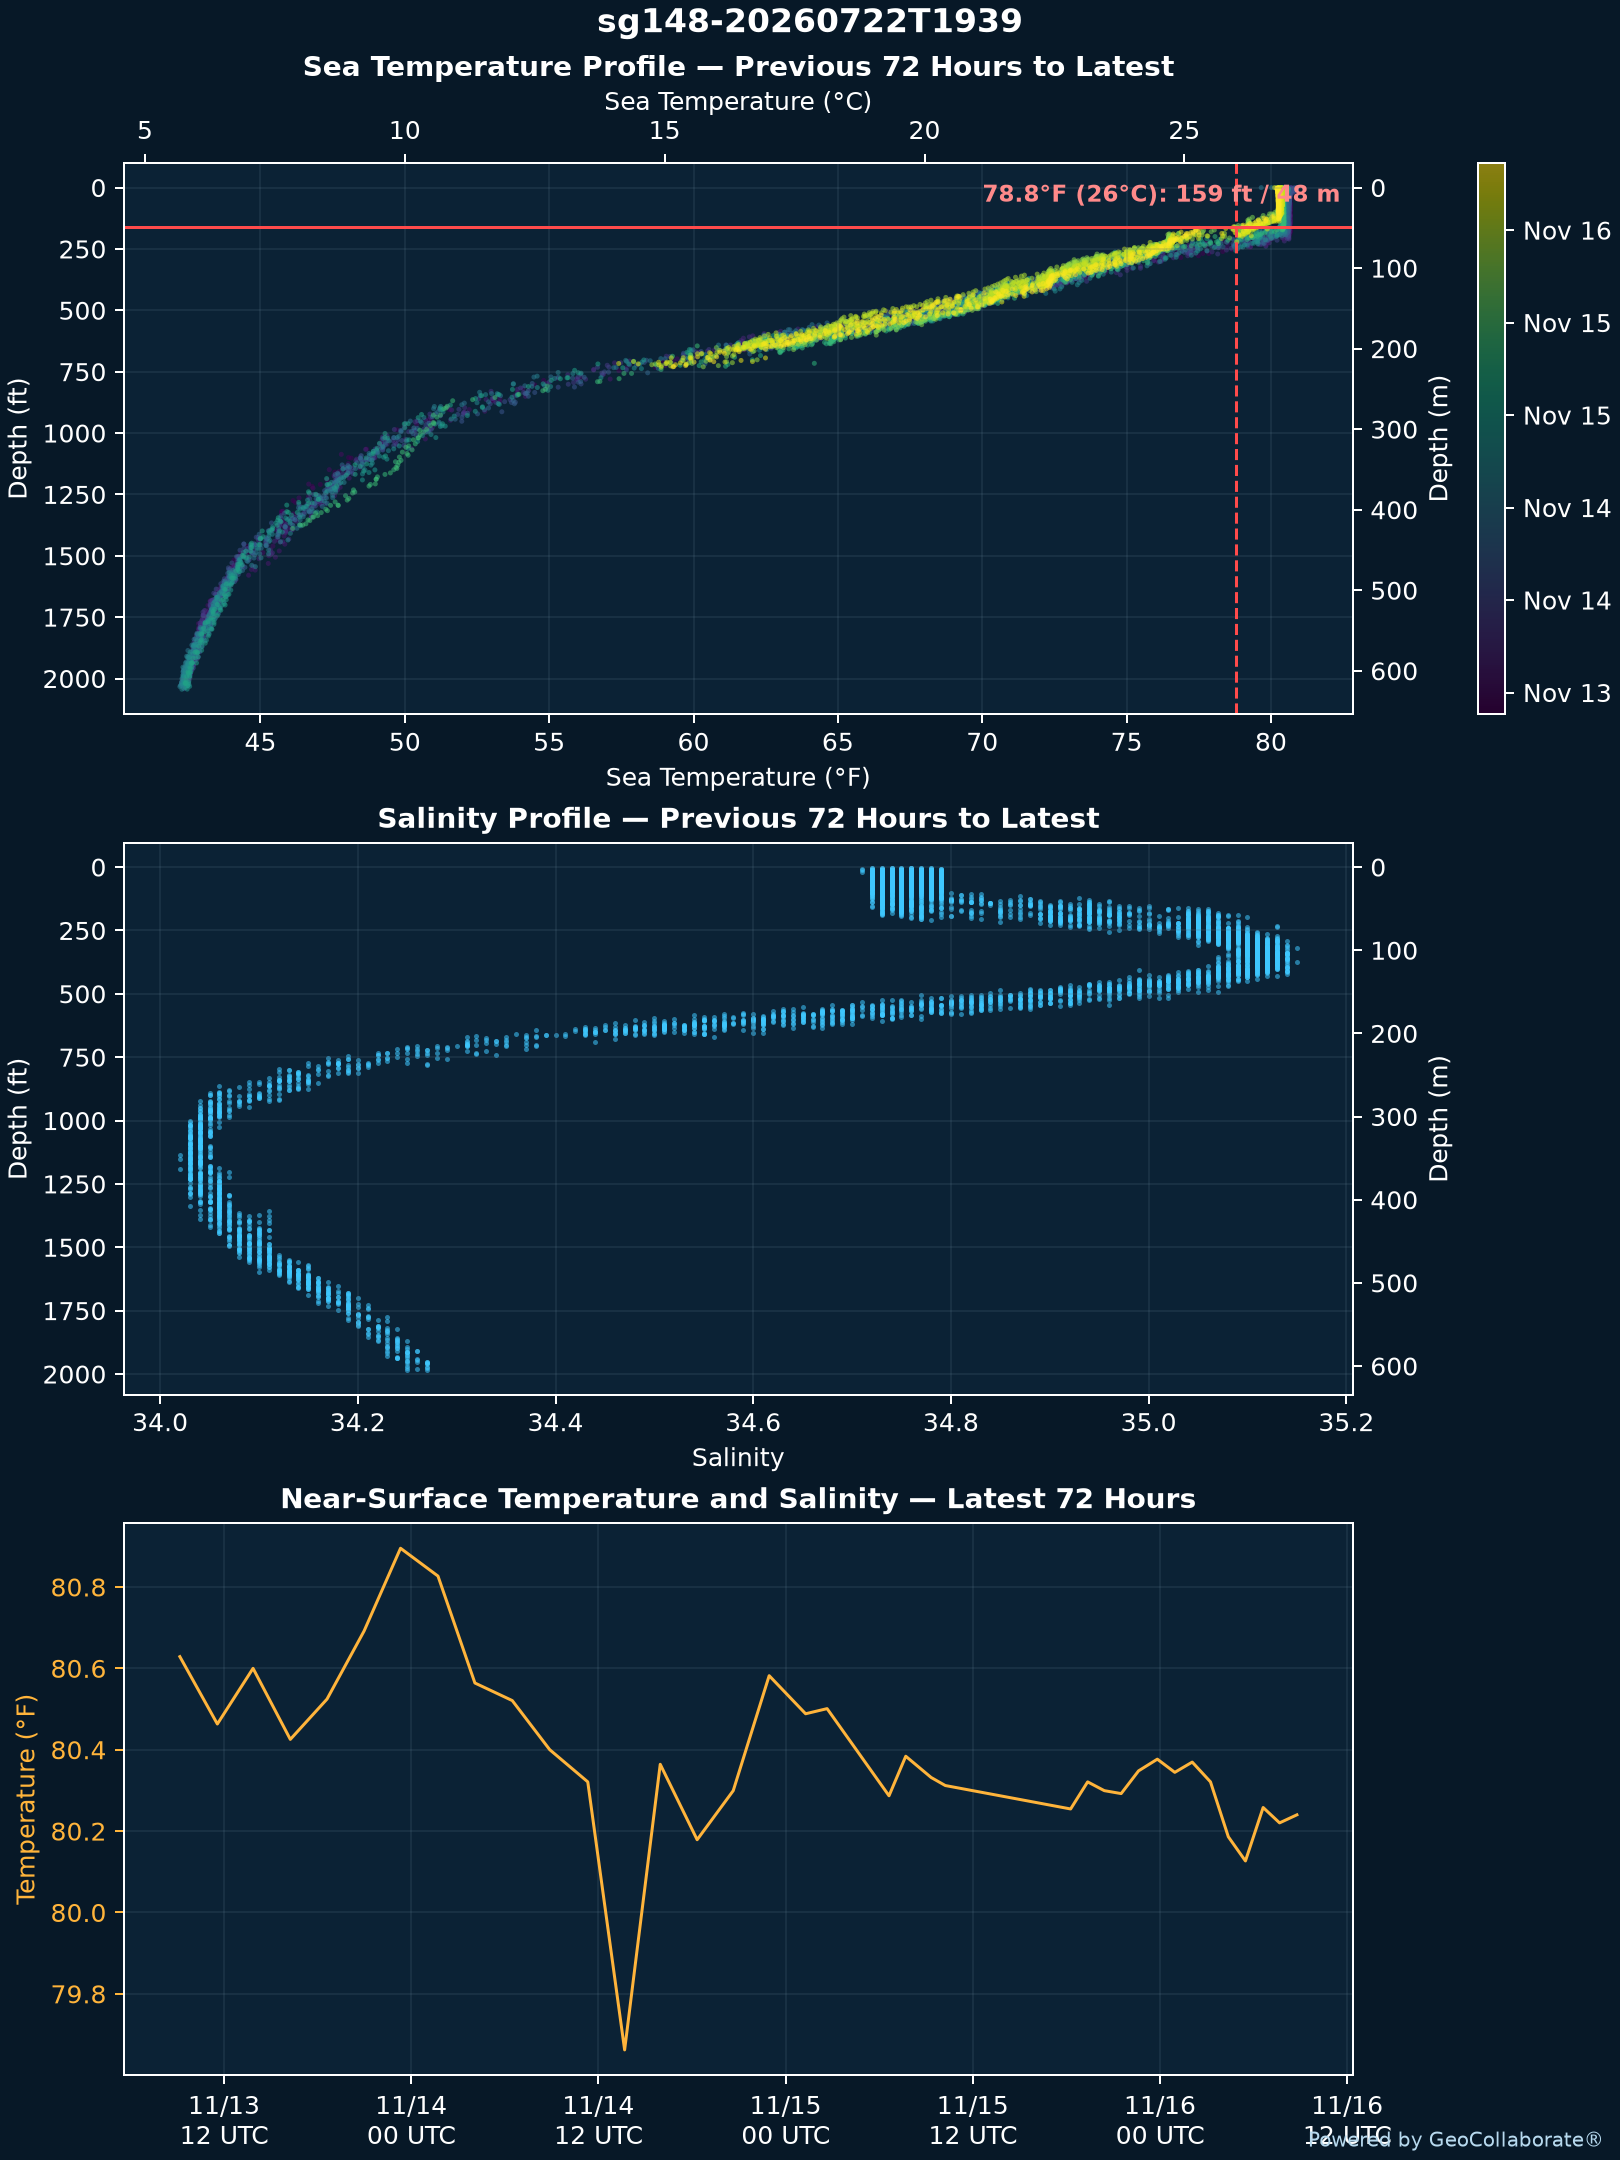 sg148-20260722T1939
Sea Temperature Profile — Previous 72 Hours to Latest
Sea Temperature (°C)
5 10 15 20 25
78.8°F (26°C): 159 ft / 48 m
0 250 500 750 1000 1250 1500 1750 2000
Depth (ft)
0 100 200 300 400 500 600
Depth (m)
Nov 16
Nov 15
Nov 15
Nov 14
Nov 14
Nov 13
45 50 55 60 65 70 75 80
Sea Temperature (°F)
Salinity Profile — Previous 72 Hours to Latest
0 250 500 750 1000 1250 1500 1750 2000
Depth (ft)
0 100 200 300 400 500 600
Depth (m)
34.0 34.2 34.4 34.6 34.8 35.0 35.2
Salinity
Near-Surface Temperature and Salinity — Latest 72 Hours
80.8 80.6 80.4 80.2 80.0 79.8
Temperature (°F)
11/13 11/14 11/14 11/15 11/15 11/16 11/16
12 UTC 00 UTC 12 UTC 00 UTC 12 UTC 00 UTC 12 UTC
Powered by GeoCollaborate®